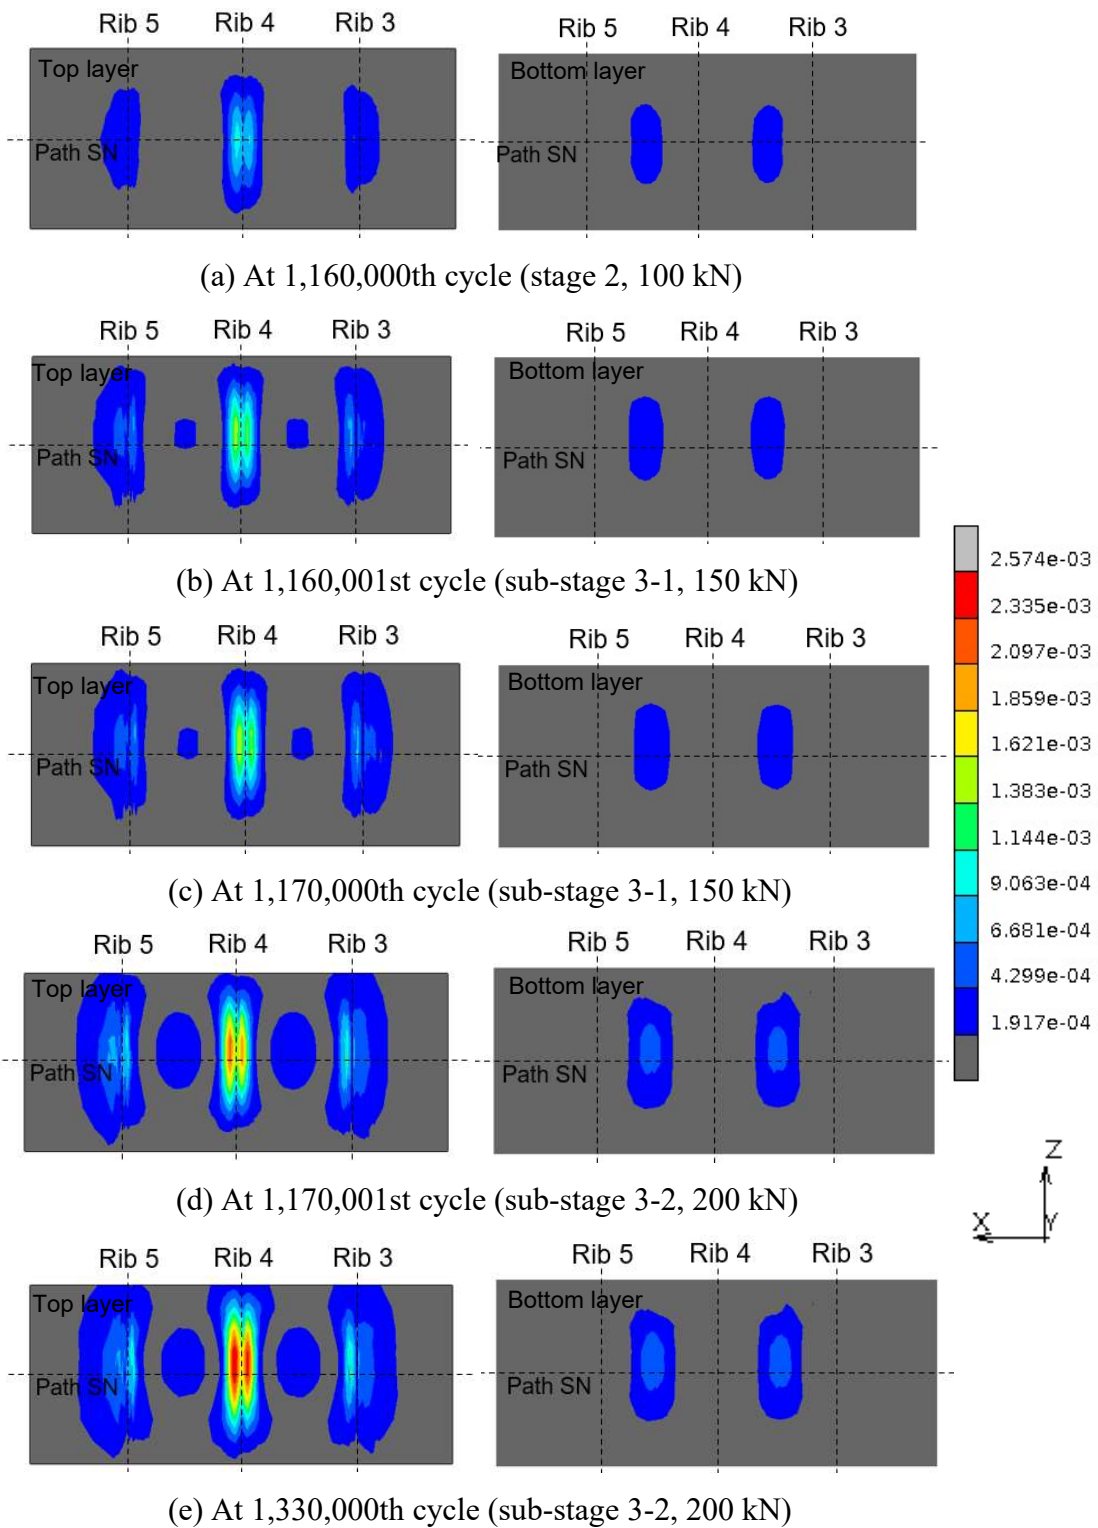 Rib 5 Rib 4 Rib 3 Rib 5 Rib 4 Rib 3
Top layer Bottom layer
Path SN Path SN
(a) At 1,160,000th cycle (stage 2, 100 kN)
Rib 5 Rib 4 Rib 3 Rib 5 Rib 4 Rib 3
Top layer Bottom layer
Path SN Path SN
(b) At 1,160,001st cycle (sub-stage 3-1, 150 kN)
Rib 5 Rib 4 Rib 3 Rib 5 Rib 4 Rib 3
Top layer Bottom layer
Path SN Path SN
(c) At 1,170,000th cycle (sub-stage 3-1, 150 kN)
Rib 5 Rib 4 Rib 3 Rib 5 Rib 4 Rib 3
Top layer Bottom layer
Path SN Path SN
(d) At 1,170,001st cycle (sub-stage 3-2, 200 kN)
Rib 5 Rib 4 Rib 3 Rib 5 Rib 4 Rib 3
Top layer Bottom layer
Path SN Path SN
(e) At 1,330,000th cycle (sub-stage 3-2, 200 kN)
2.574e-03
2.335e-03
2.097e-03
1.859e-03
1.621e-03
1.383e-03
1.144e-03
9.063e-04
6.681e-04
4.299e-04
1.917e-04
Z
X Y